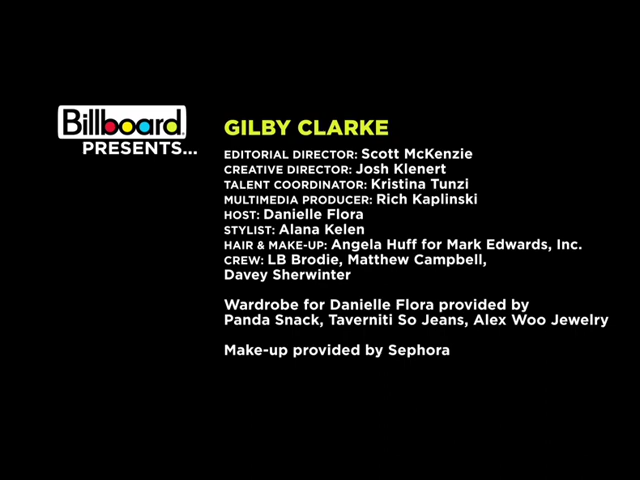 Billboard
PRESENTS...
GILBY CLARKE
EDITORIAL DIRECTOR: Scott McKenzie
CREATIVE DIRECTOR: Josh Klenert
TALENT COORDINATOR: Kristina Tunzi
MULTIMEDIA PRODUCER: Rich Kaplinski
HOST: Danielle Flora
STYLIST: Alana Kelen
HAIR & MAKE-UP: Angela Huff for Mark Edwards, Inc.
CREW: LB Brodie, Matthew Campbell,
Davey Sherwinter
Wardrobe for Danielle Flora provided by
Panda Snack, Taverniti So Jeans, Alex Woo Jewelry
Make-up provided by Sephora